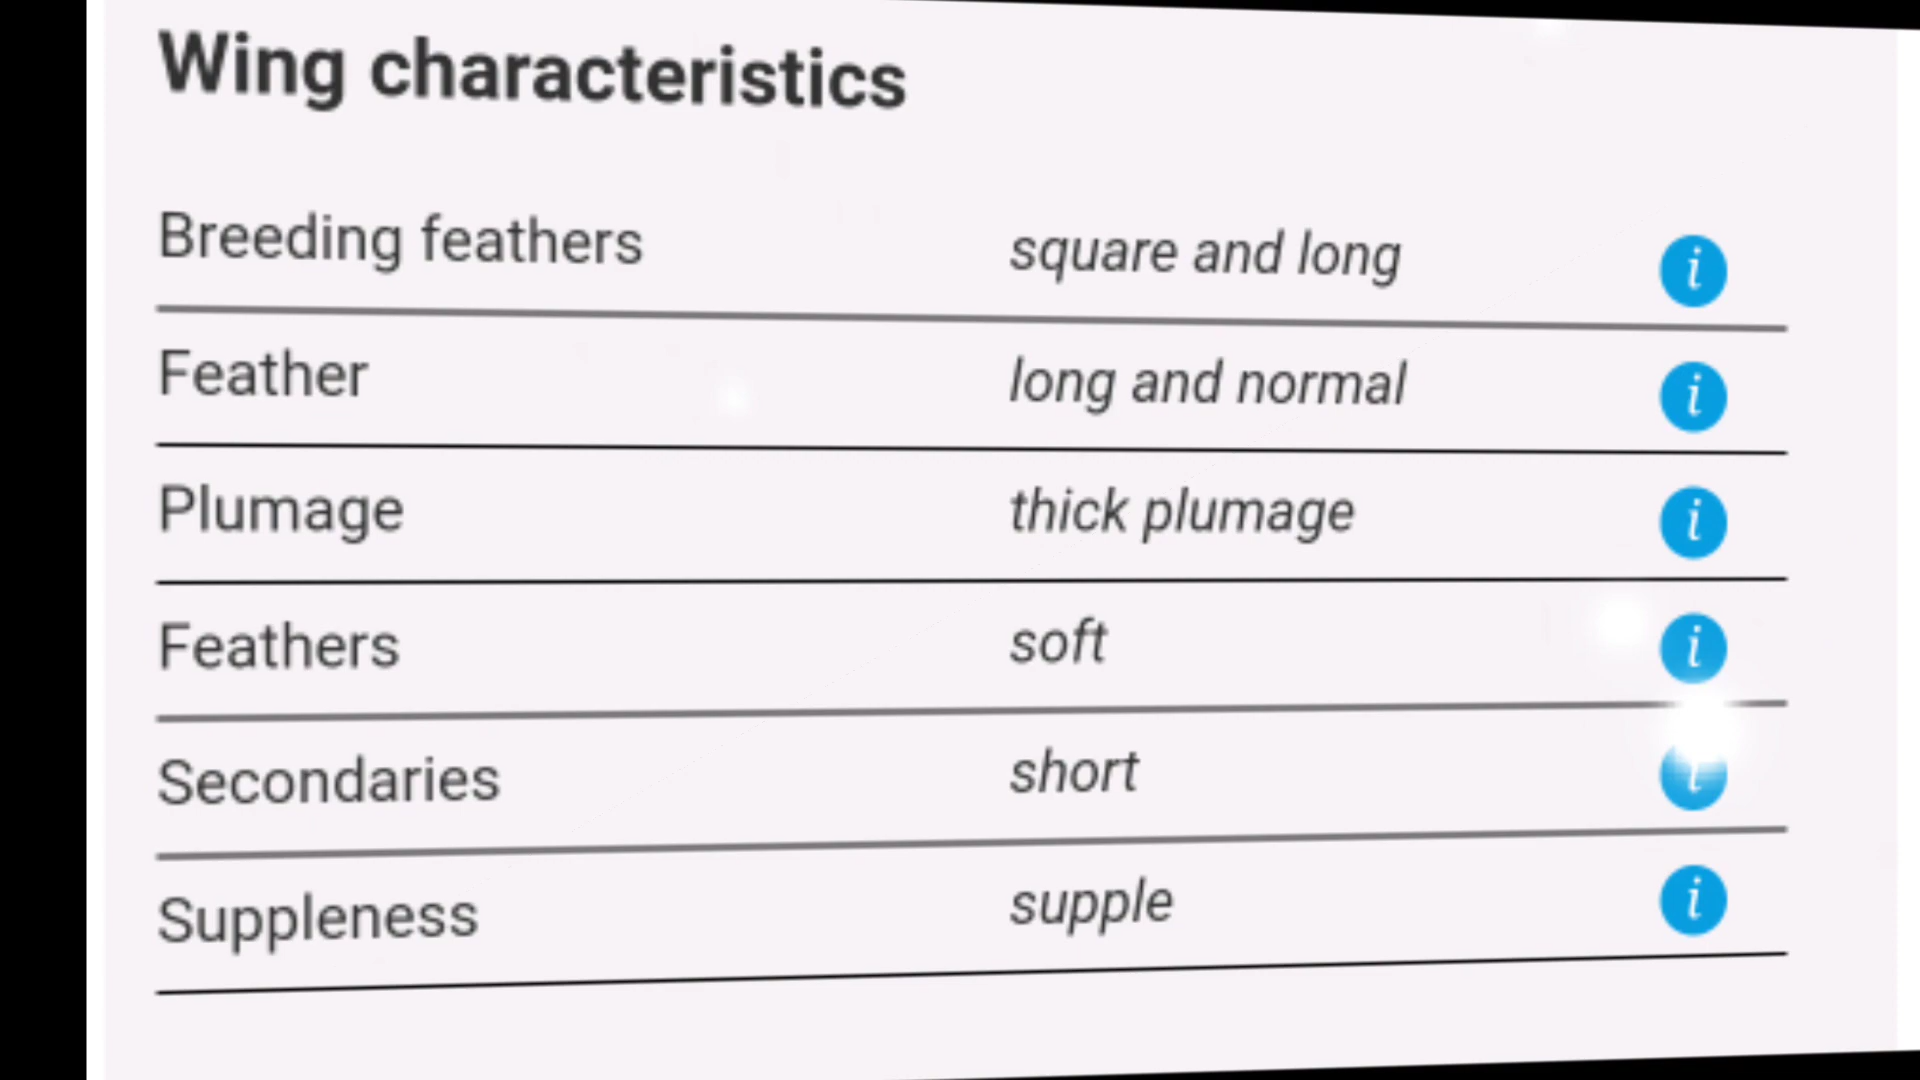 Wing characteristics
Breeding feathers square and long i
Feather long and normal i
Plumage thick plumage i
Feathers soft i
Secondaries short i
Suppleness supple i